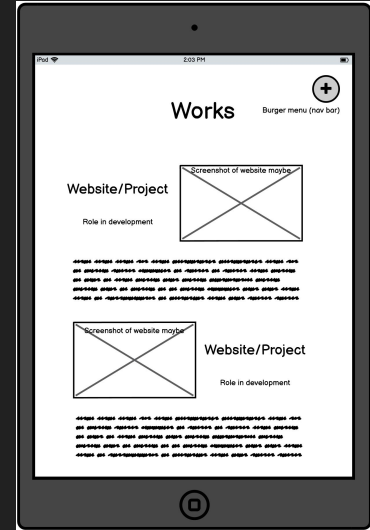 iPod
2:03 PM
Works
Burger menu (nav bar)
Screenshot of website maybe
Website/Project
Role in development
Screenshot of website maybe
Website/Project
Role in development